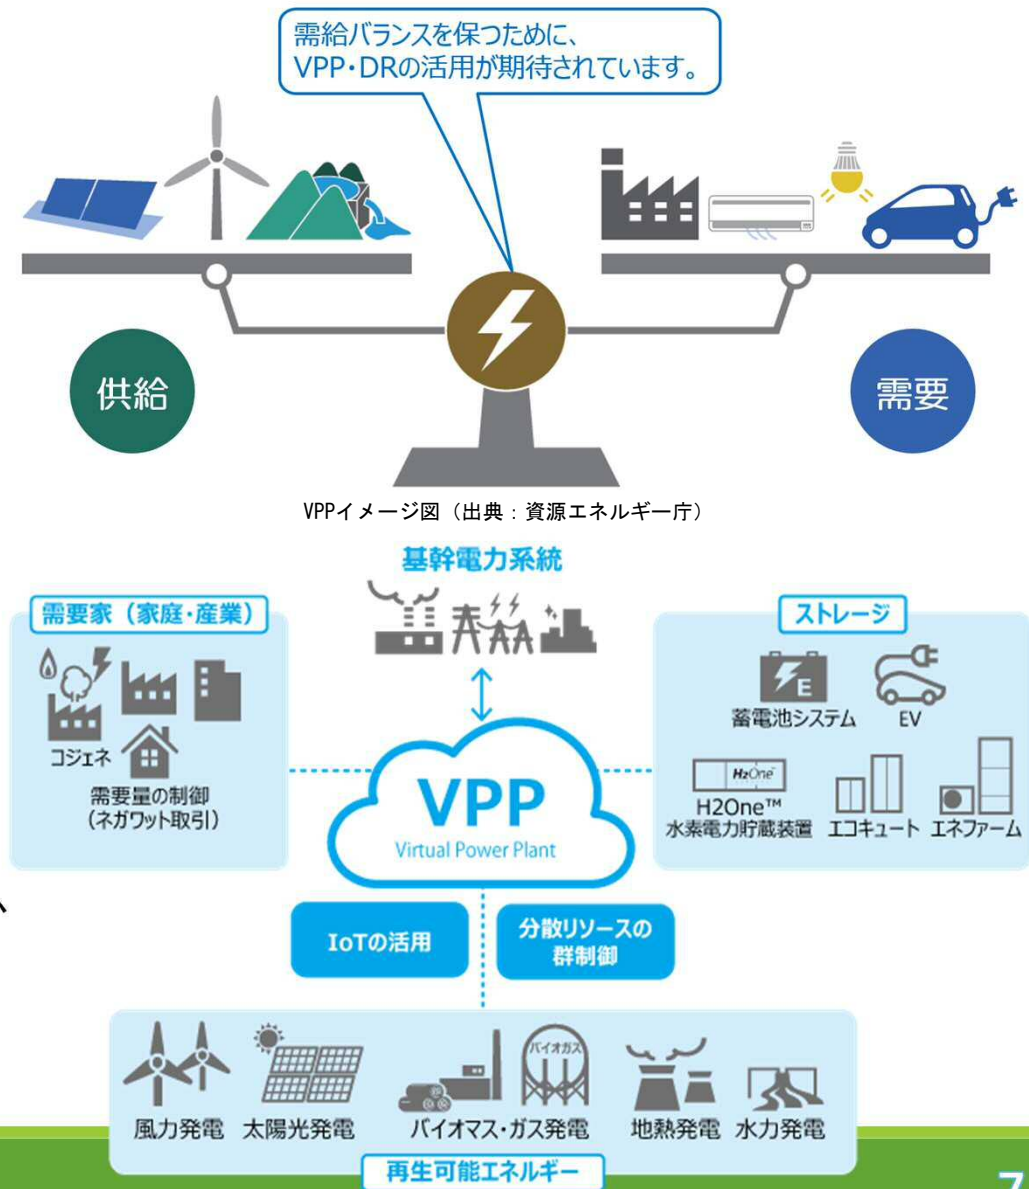 需給バランスを保つために、
VPP・DRの活用が期待されています。
供給
需要
VPPイメージ図（出典：資源エネルギー庁）
基幹電力系統
需要家（家庭・産業）
コジェネ
需要量の制御
（ネガワット取引）
ストレージ
E
蓄電池システム
EV
H2One
H2One™
水素電力貯蔵装置
エコキュート
エネファーム
VPP
Virtual Power Plant
IoTの活用
分散リソースの
群制御
バイオガス
風力発電
太陽光発電
バイオマス・ガス発電
地熱発電
水力発電
再生可能エネルギー
7